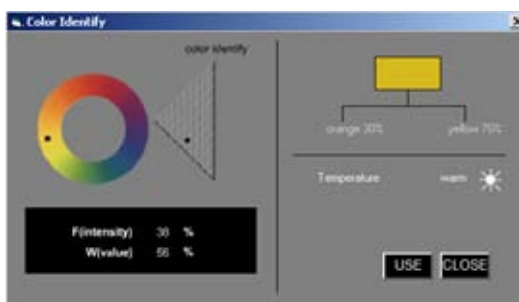 Color Identify
color identify
orange 30% yellow 70%
Temperature warm
F(intensity) 38 %
W(value) 56 %
USE CLOSE